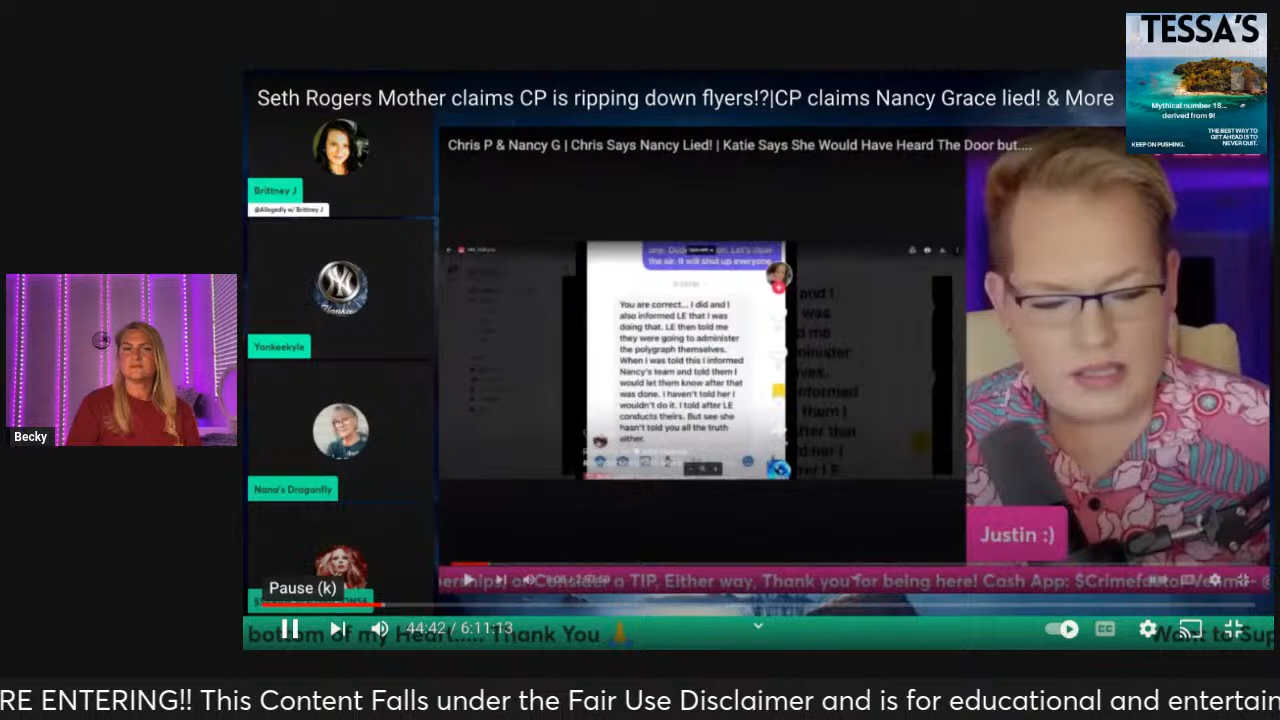 TESSA'S
Mythical number 18...
derived from 9!
THE BEST WAY TO
GET AHEAD IS TO
NEVER QUIT.
KEEP ON PUSHING.
Seth Rogers Mother claims CP is ripping down flyers!?|CP claims Nancy Grace lied! & More
Chris P & Nancy G | Chris Says Nancy Lied! | Katie Says She Would Have Heard The Door but....
Brittney J
@Allegedly w/ Brittney J
Yankeekyle
Nana's Dragonfly
Becky
the air. It will shut up everyone
You are correct... I did and I
also informed LE that I was
doing that. LE then told me
they were going to administer
the polygraph themselves.
When I was told this I informed
Nancy's team and told them I
would let them know after that
was done. I haven't told her I
wouldn't do it. I told after LE
conducts theirs. But see she
hasn't told you all the truth
either.
Justin :)
a TIP, Either way, Thank you for being here! Cash App:
Pause (k)
44:42 / 6:11:13
bottom of my Heart..... Thank You
Want to Sup
RE ENTERING!! This Content Falls under the Fair Use Disclaimer and is for educational and entertain